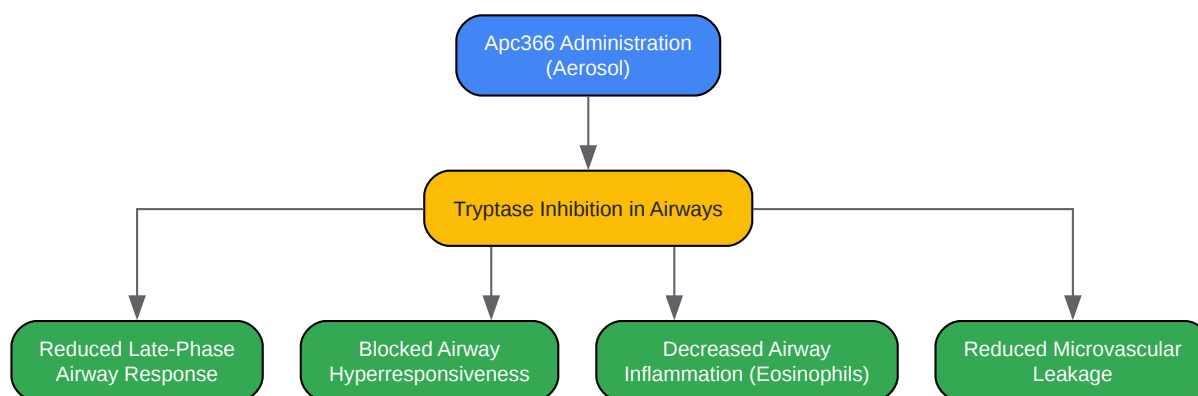 Apc366 Administration
(Aerosol)
Tryptase Inhibition in Airways
Reduced Late-Phase
Airway Response
Blocked Airway
Hyperresponsiveness
Decreased Airway
Inflammation (Eosinophils)
Reduced Microvascular
Leakage